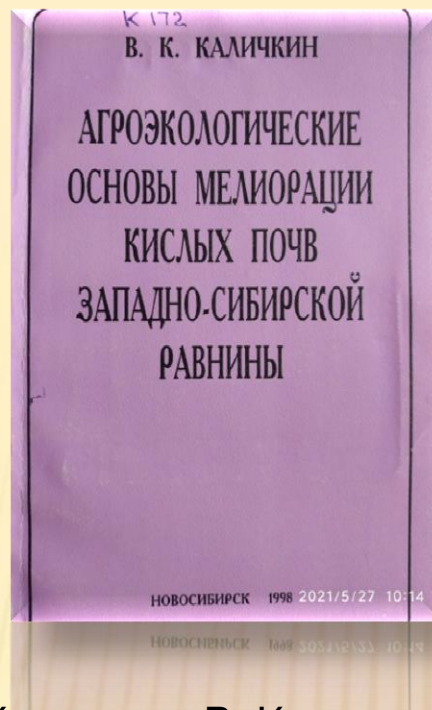 К 172
В. К. КАЛИЧКИН
АГРОЭКОЛОГИЧЕСКИЕ
ОСНОВЫ МЕЛИОРАЦИИ
КИСЛЫХ ПОЧВ
ЗАПАДНО-СИБИРСКОЙ
РАВНИНЫ
НОВОСИБИРСК 1998 2021/5/27 10:14